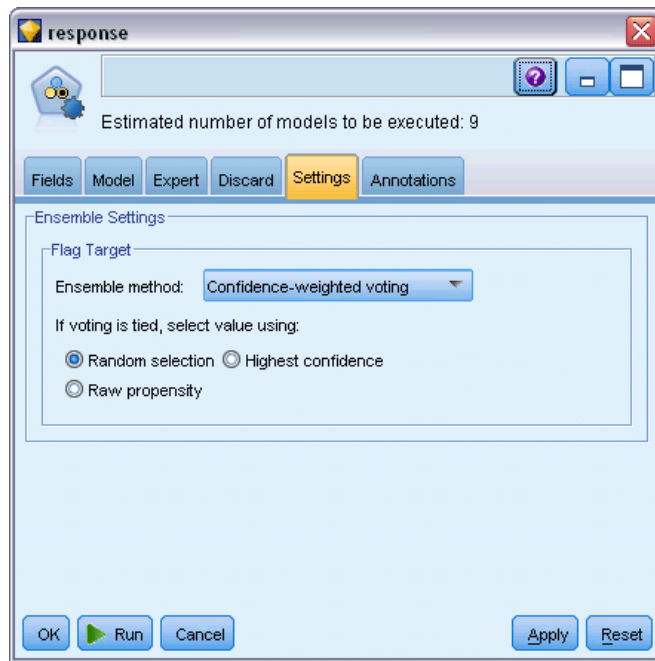 response
Estimated number of models to be executed: 9
Fields Model Expert Discard Settings Annotations
Ensemble Settings
Flag Target
Ensemble method: Confidence-weighted voting
If voting is tied, select value using:
Random selection Highest confidence
Raw propensity
OK Run Cancel Apply Reset